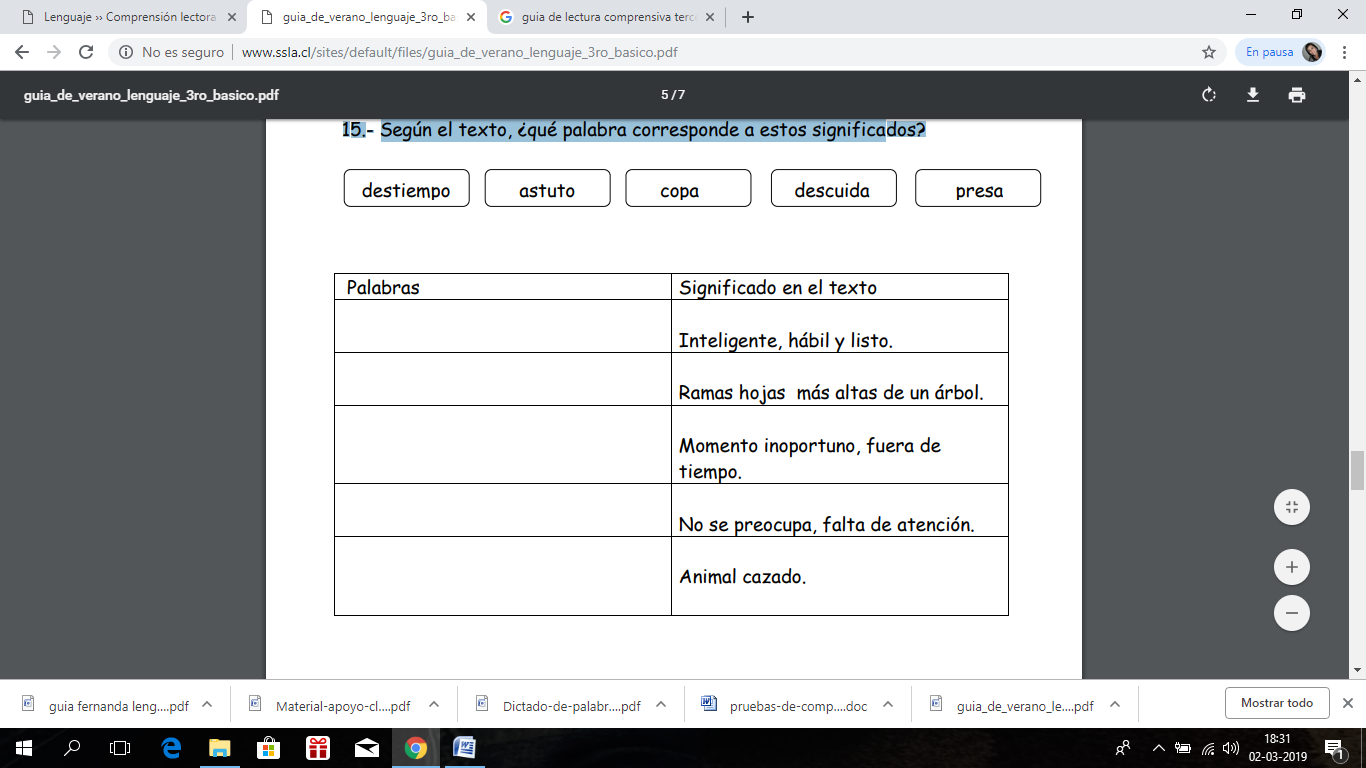 Lenguaje ›› Comprensión lectora
guia_de_verano_lenguaje_3ro_ba
guia de lectura comprensiva terc
No es seguro
www.ssla.cl/sites/default/files/guia_de_verano_lenguaje_3ro_basico.pdf
En pausa
guia_de_verano_lenguaje_3ro_basico.pdf
5 / 7
15.- Según el texto, ¿qué palabra corresponde a estos significados?
destiempo astuto copa descuida presa
Palabras Significado en el texto
Inteligente, hábil y listo.
Ramas hojas más altas de un árbol.
Momento inoportuno, fuera de
tiempo.
No se preocupa, falta de atención.
Animal cazado.
guia fernanda leng....pdf
Material-apoyo-cl....pdf
Dictado-de-palabr....pdf
pruebas-de-comp....doc
guia_de_verano_le....pdf
Mostrar todo
18:31
02-03-2019
1